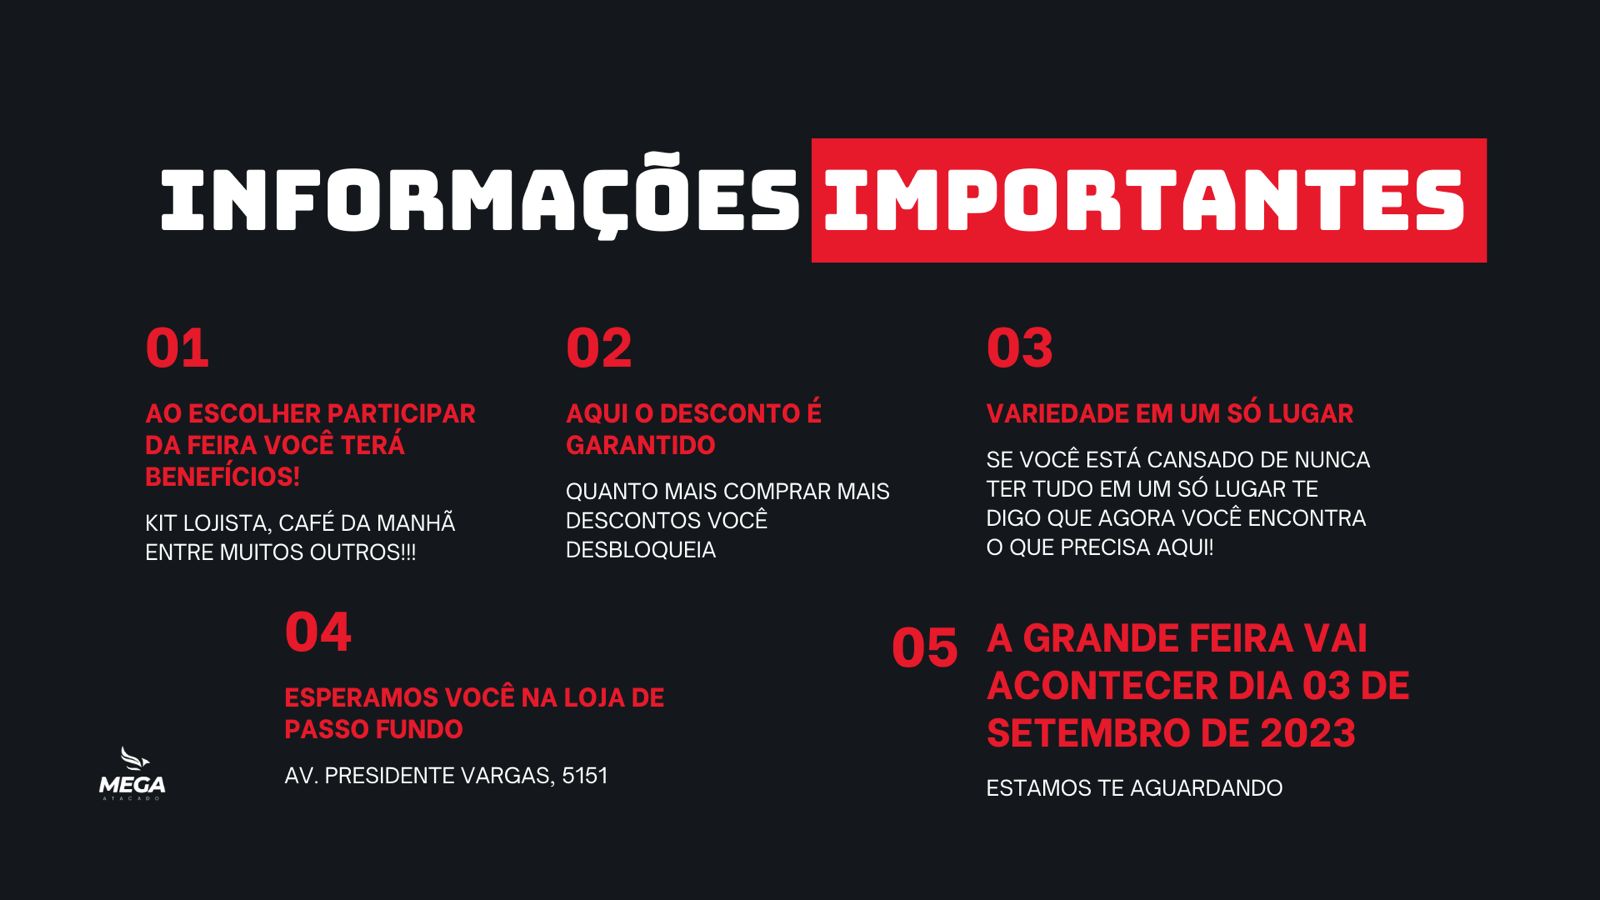 INFORMAÇÕES IMPORTANTES
01
AO ESCOLHER PARTICIPAR
DA FEIRA VOCÊ TERÁ
BENEFÍCIOS!
KIT LOJISTA, CAFÉ DA MANHÃ
ENTRE MUITOS OUTROS!!!
02
AQUI O DESCONTO É
GARANTIDO
QUANTO MAIS COMPRAR MAIS
DESCONTOS VOCÊ
DESBLOQUEIA
03
VARIEDADE EM UM SÓ LUGAR
SE VOCÊ ESTÁ CANSADO DE NUNCA
TER TUDO EM UM SÓ LUGAR TE
DIGO QUE AGORA VOCÊ ENCONTRA
O QUE PRECISA AQUI!
04
ESPERAMOS VOCÊ NA LOJA DE
PASSO FUNDO
AV. PRESIDENTE VARGAS, 5151
05
A GRANDE FEIRA VAI
ACONTECER DIA 03 DE
SETEMBRO DE 2023
ESTAMOS TE AGUARDANDO
MEGA
ATACADO